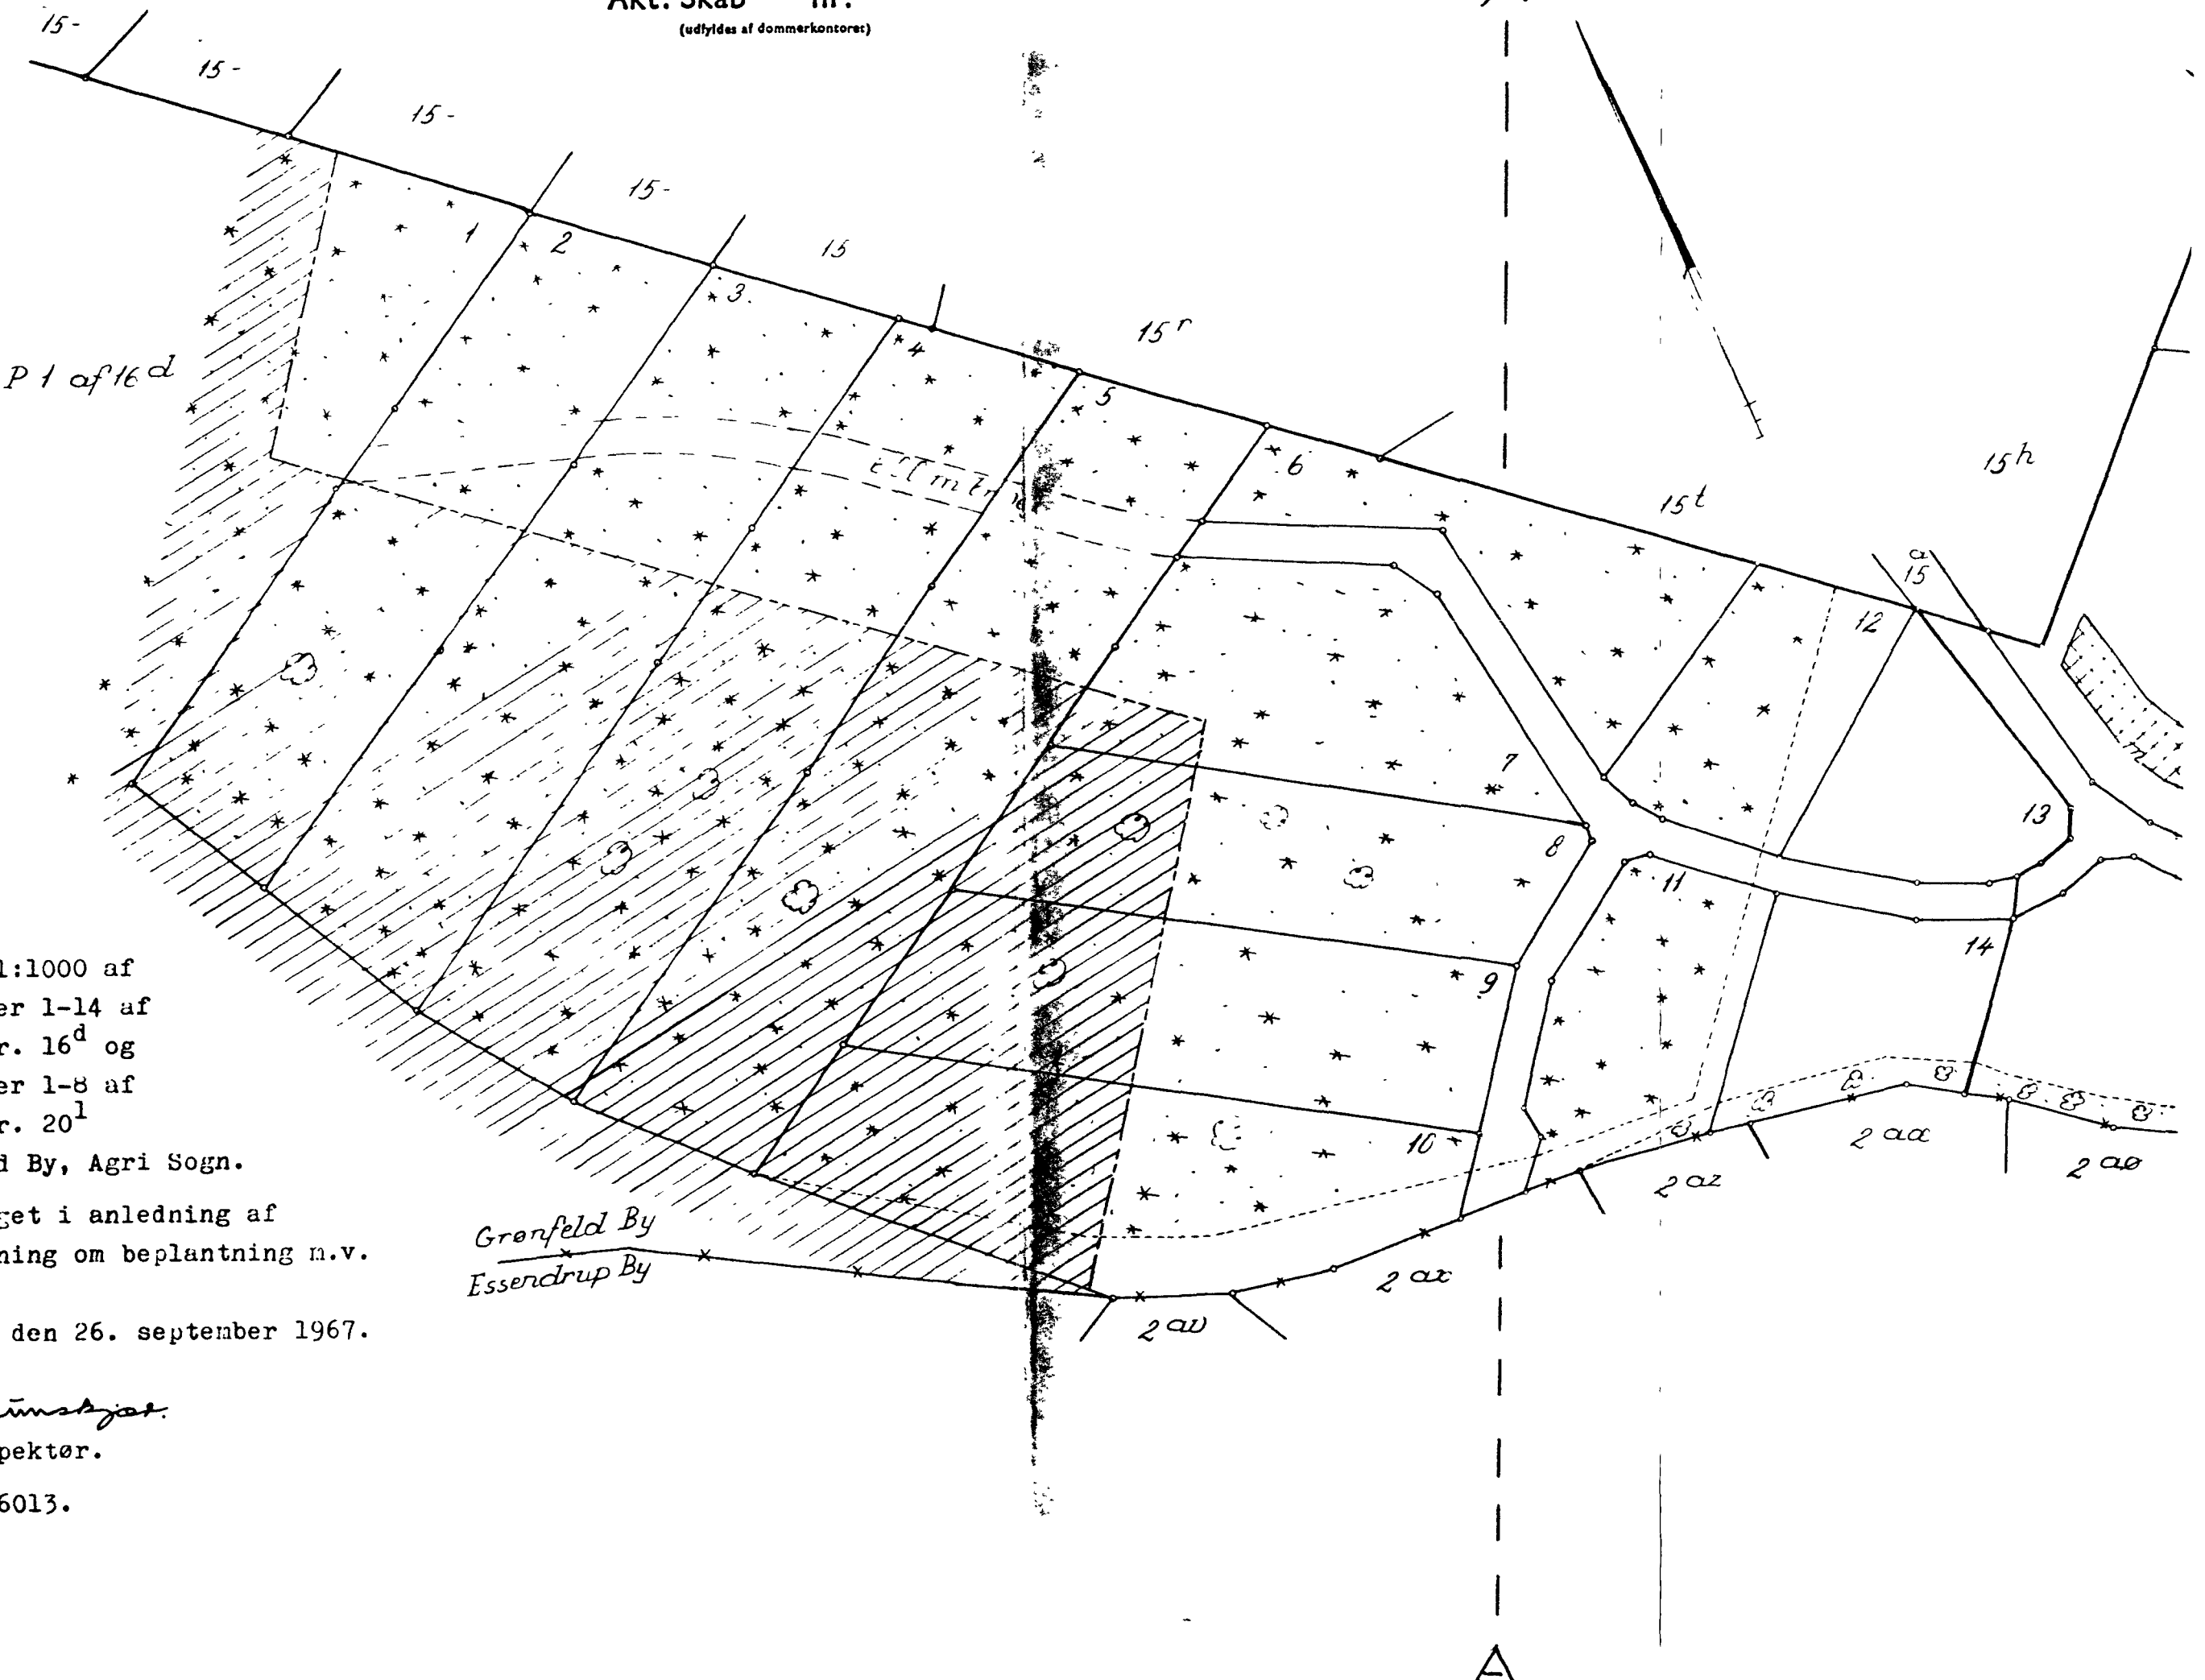 Akt: Skab nr.
(udfyldes af dommerkontoret)
15-
15-
15-
15-
15
15r
15t
15h
a
15
P 1 af 16 d
1
2
3.
4
5
6
7
8
9
10
11
12
13
14
Grønfeld By
Essendrup By
2 av
2 ax
2 az
2 aø
1:1000 af
er 1-14 af
r. 16d og
er 1-8 af
r. 20l
d By, Agri Sogn.
get i anledning af
ning om beplantning m.v.
den 26. september 1967.
pektør.
6013.
A